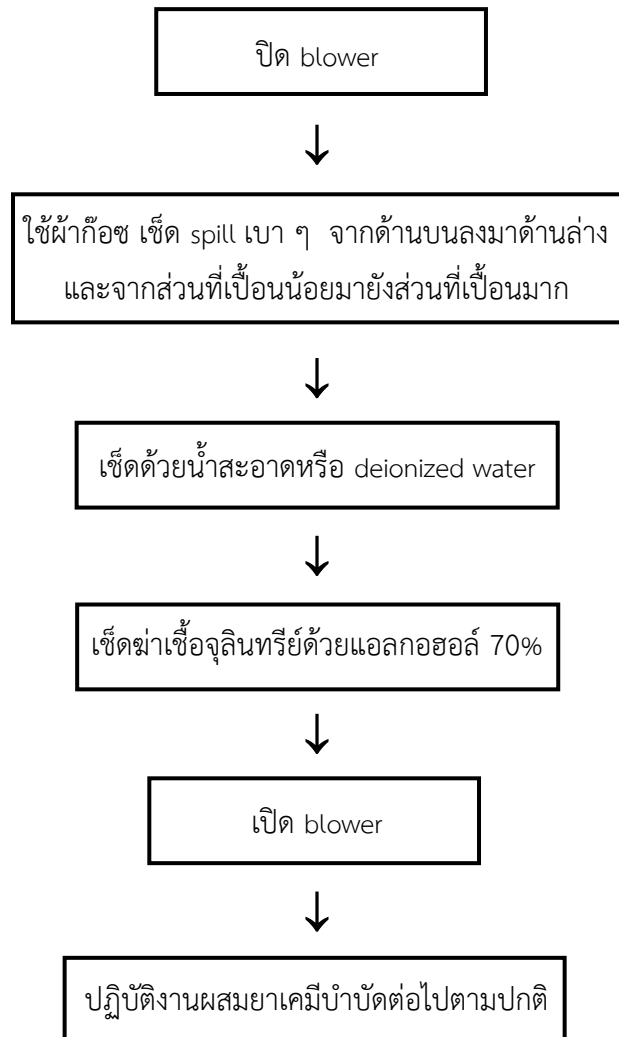 ปิด blower
ใช้ผ้าก๊อซ เช็ด spill เบา ๆ จากด้านบนลงมาด้านล่าง
และจากส่วนที่เปื้อนน้อยมายังส่วนที่เปื้อนมาก
เช็ดด้วยน้ำสะอาดหรือ deionized water
เช็ดฆ่าเชื้อจุลินทรีย์ด้วยแอลกอฮอล์ 70%
เปิด blower
ปฏิบัติงานผสมยาเคมีบำบัดต่อไปตามปกติ